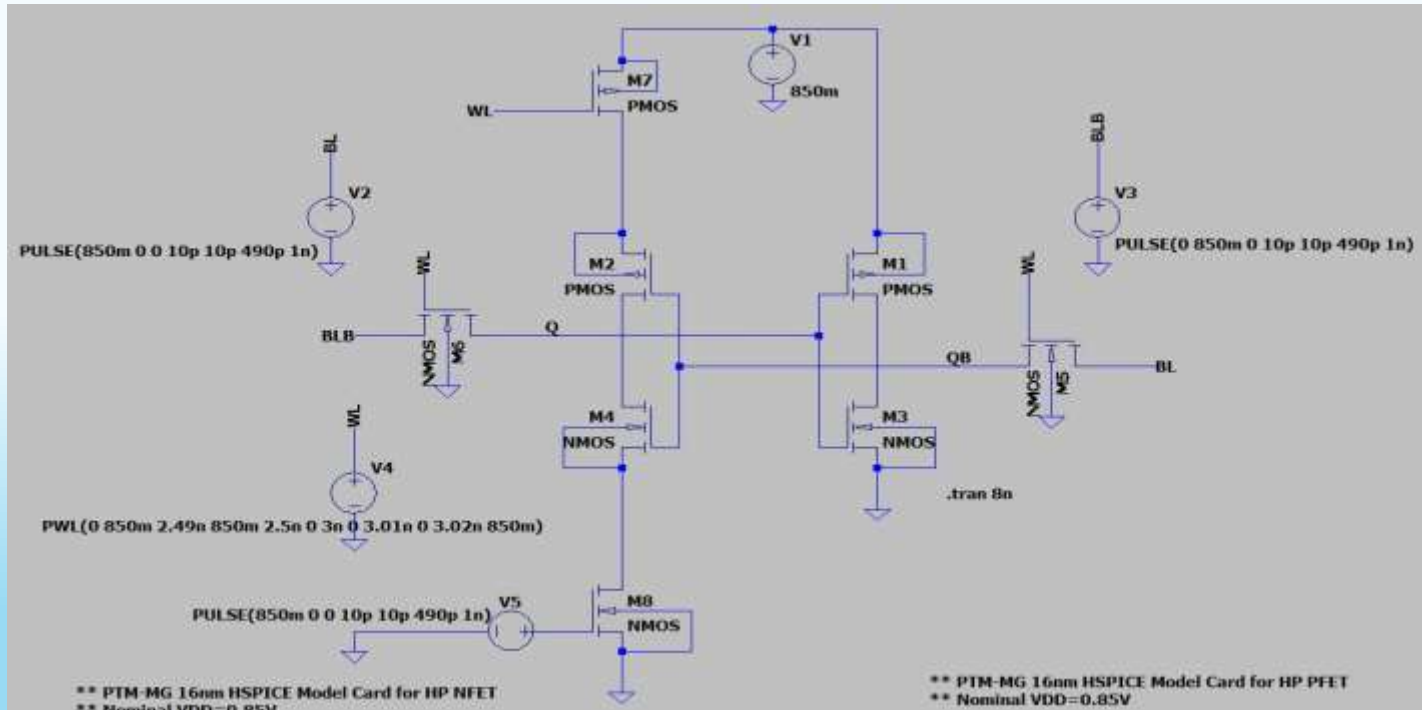 V1
850m
M7
PMOS
WL
BL
V2
PULSE(850m 0 0 10p 10p 490p 1n)
BLB
V3
PULSE(0 850m 0 10p 10p 490p 1n)
WL
M2
PMOS
M1
PMOS
WL
BLB
NMOS
M6
Q
QB
NMOS
M5
BL
WL
M4
NMOS
M3
NMOS
V4
.tran 8n
PWL(0 850m 2.49n 850m 2.5n 0 3n 0 3.01n 0 3.02n 850m)
PULSE(850m 0 0 10p 10p 490p 1n)
V5
M8
NMOS
** PTM-MG 16nm HSPICE Model Card for HP NFET
** Nominal VDD=0.85V
** PTM-MG 16nm HSPICE Model Card for HP PFET
** Nominal VDD=0.85V